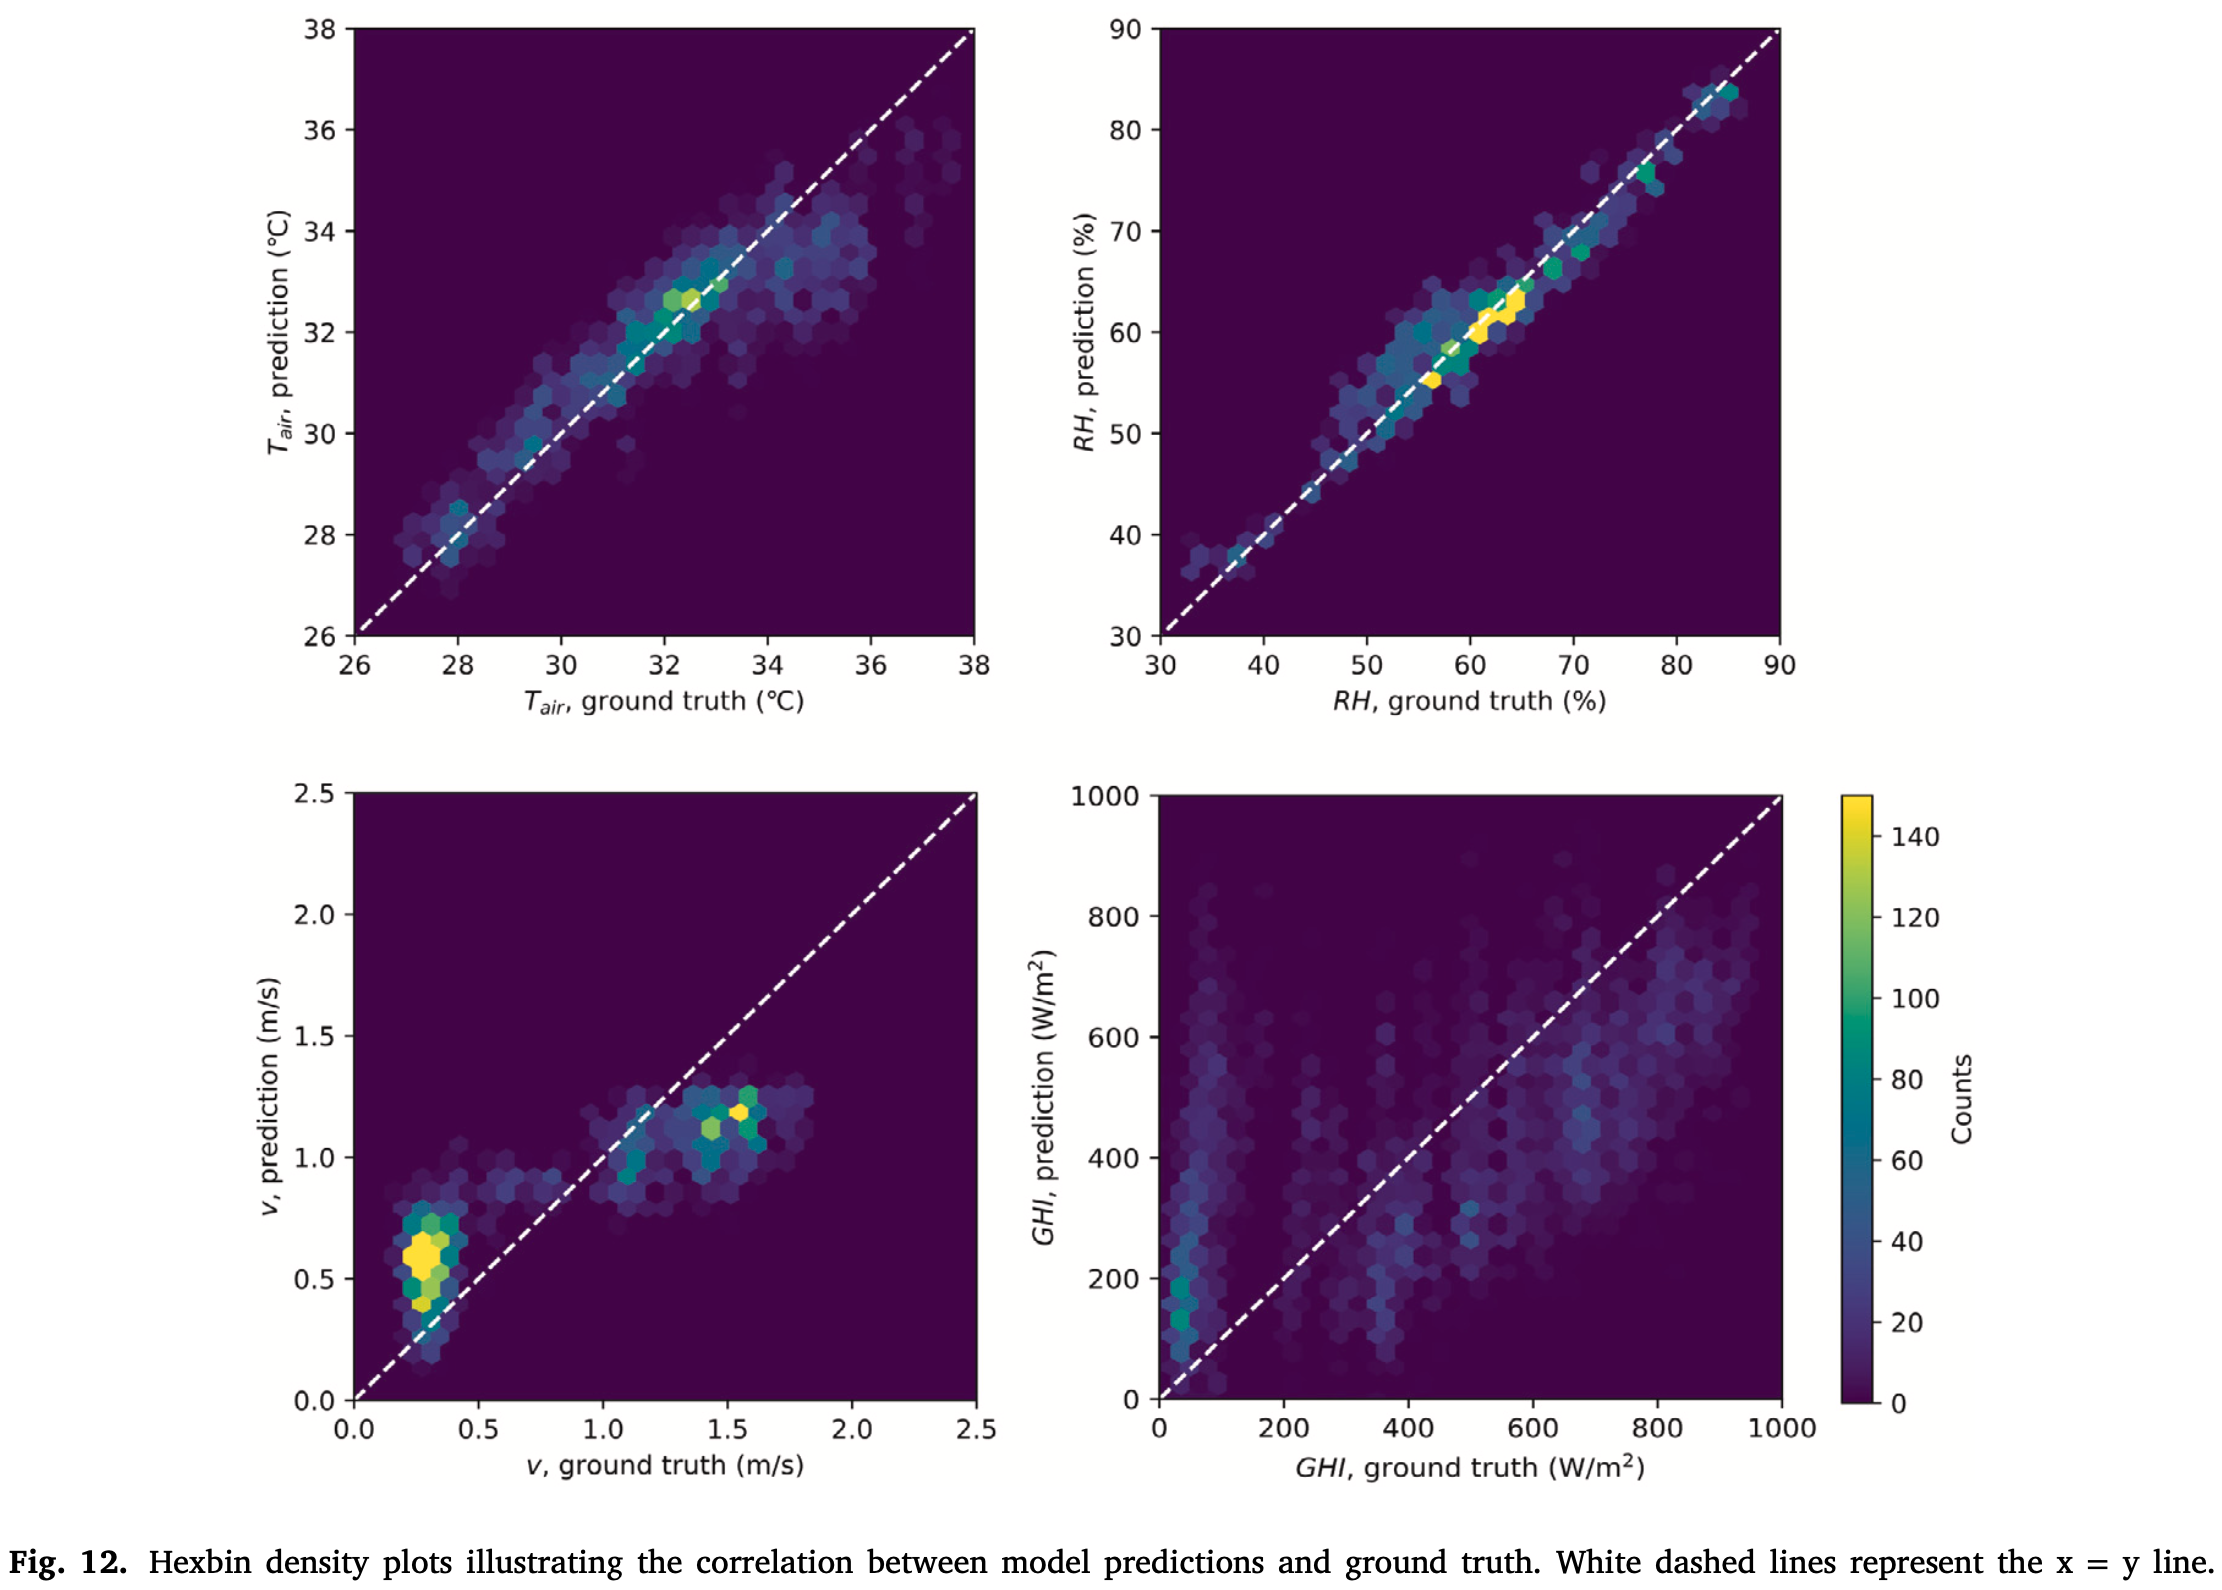 38
36
34
32
30
28
26
26 28 30 32 34 36 38
T_air, prediction (°C)
T_air, ground truth (°C)
90
80
70
60
50
40
30
30 40 50 60 70 80 90
RH, prediction (%)
RH, ground truth (%)
2.5
2.0
1.5
1.0
0.5
0.0
0.0 0.5 1.0 1.5 2.0 2.5
v, prediction (m/s)
v, ground truth (m/s)
1000
800
600
400
200
0
0 200 400 600 800 1000
GHI, prediction (W/m²)
GHI, ground truth (W/m²)
140
120
100
80
60
40
20
0
Counts
Fig. 12. Hexbin density plots illustrating the correlation between model predictions and ground truth. White dashed lines represent the x = y line.